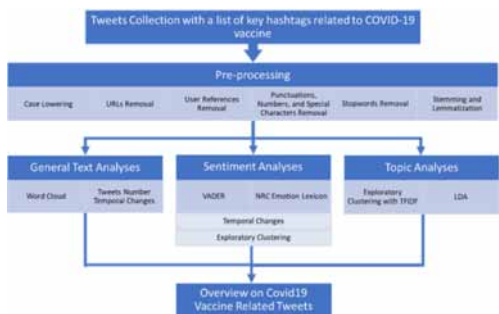 Tweets Collection with a list of key hashtags related to COVID-19
vaccine
Pre-processing
Case Lowering
URLs Removal
User References
Removal
Punctuations,
Numbers, and Special
Characters Removal
Stopwords Removal
Stemming and
Lemmatization
General Text Analyses
Word Cloud
Tweets Number
Temporal Changes
Sentiment Analyses
VADER
NRC Emotion Lexicon
Temporal Changes
Exploratory Clustering
Topic Analyses
Exploratory
Clustering with TFIDF
LDA
Overview on Covid19
Vaccine Related Tweets